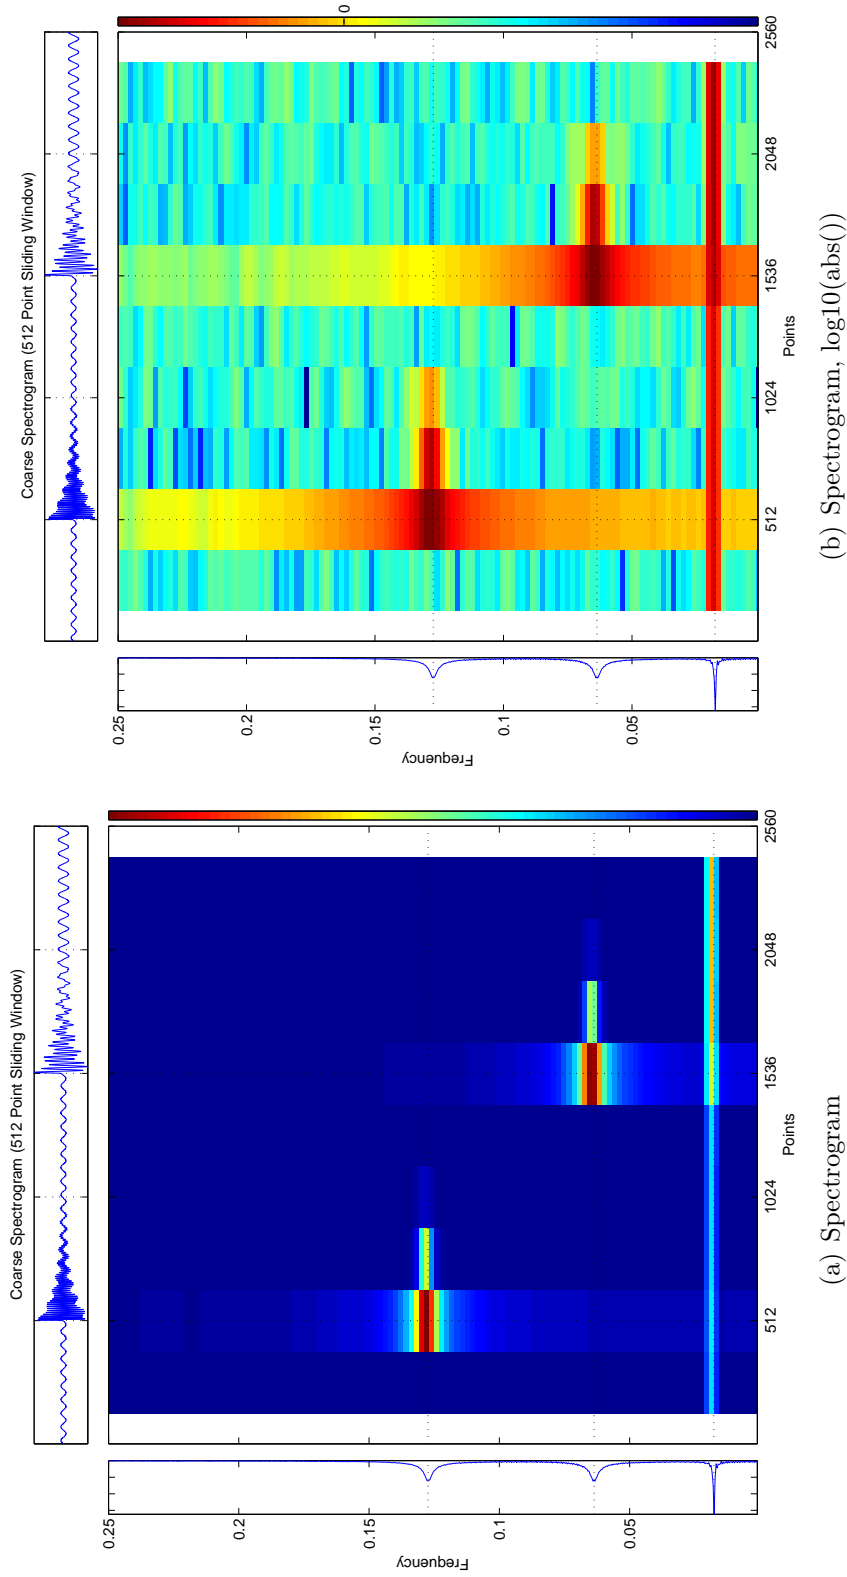 Coarse Spectrogram (512 Point Sliding Window)
0.25
0.2
0.15
0.1
0.05
Frequency
512
1024
1536
2048
2560
Points
(a) Spectrogram
Coarse Spectrogram (512 Point Sliding Window)
0
0.25
0.2
0.15
0.1
0.05
Frequency
512
1024
1536
2048
2560
Points
(b) Spectrogram, log10(abs())